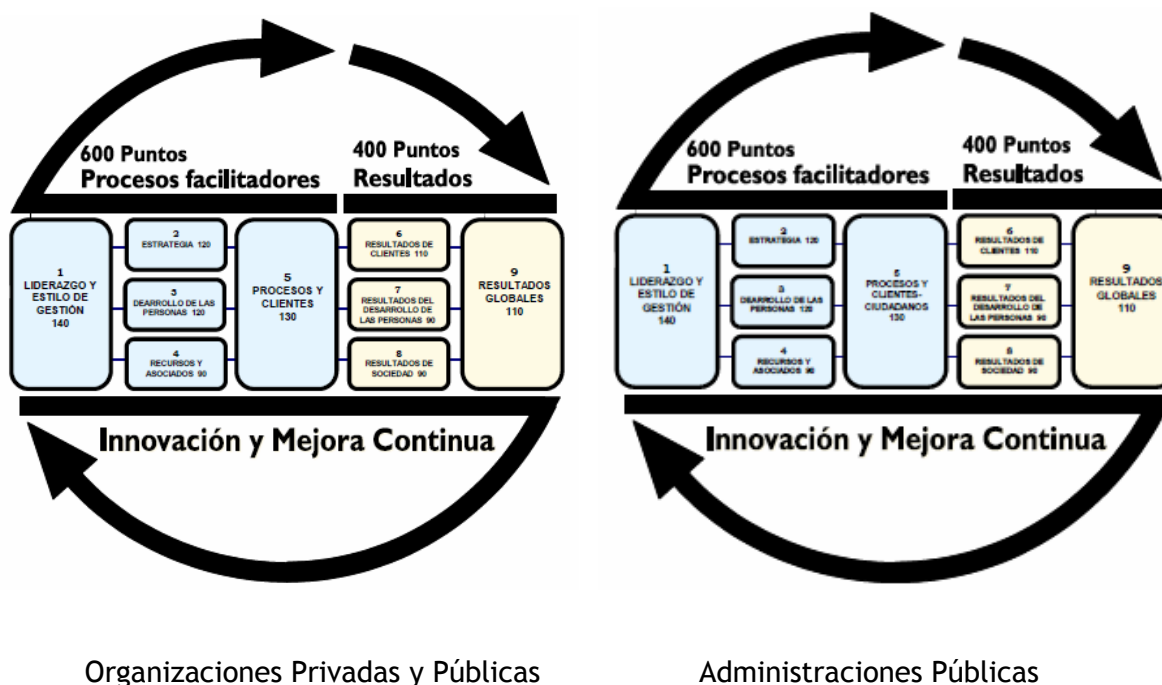 600 Puntos
Procesos facilitadores
400 Puntos
Resultados
1
LIDERAZGO Y
ESTILO DE
GESTIÓN
140
2
ESTRATEGIA 120
3
DEARROLLO DE LAS
PERSONAS 120
4
RECURSOS Y
ASOCIADOS 90
5
PROCESOS Y
CLIENTES
130
6
RESULTADOS DE
CLIENTES 110
7
RESULTADOS DEL
DESARROLLO DE
LAS PERSONAS 90
8
RESULTADOS DE
SOCIEDAD 90
9
RESULTADOS
GLOBALES
110
Innovación y Mejora Continua
Organizaciones Privadas y Públicas
600 Puntos
Procesos facilitadores
400 Puntos
Resultados
1
LIDERAZGO Y
ESTILO DE
GESTIÓN
140
2
ESTRATEGIA 120
3
DEARROLLO DE LAS
PERSONAS 120
4
RECURSOS Y
ASOCIADOS 90
5
PROCESOS Y
CLIENTES-
CIUDADANOS
130
6
RESULTADOS DE
CLIENTES 110
7
RESULTADOS DEL
DESARROLLO DE
LAS PERSONAS 90
8
RESULTADOS DE
SOCIEDAD 90
9
RESULTADOS
GLOBALES
110
Innovación y Mejora Continua
Administraciones Públicas